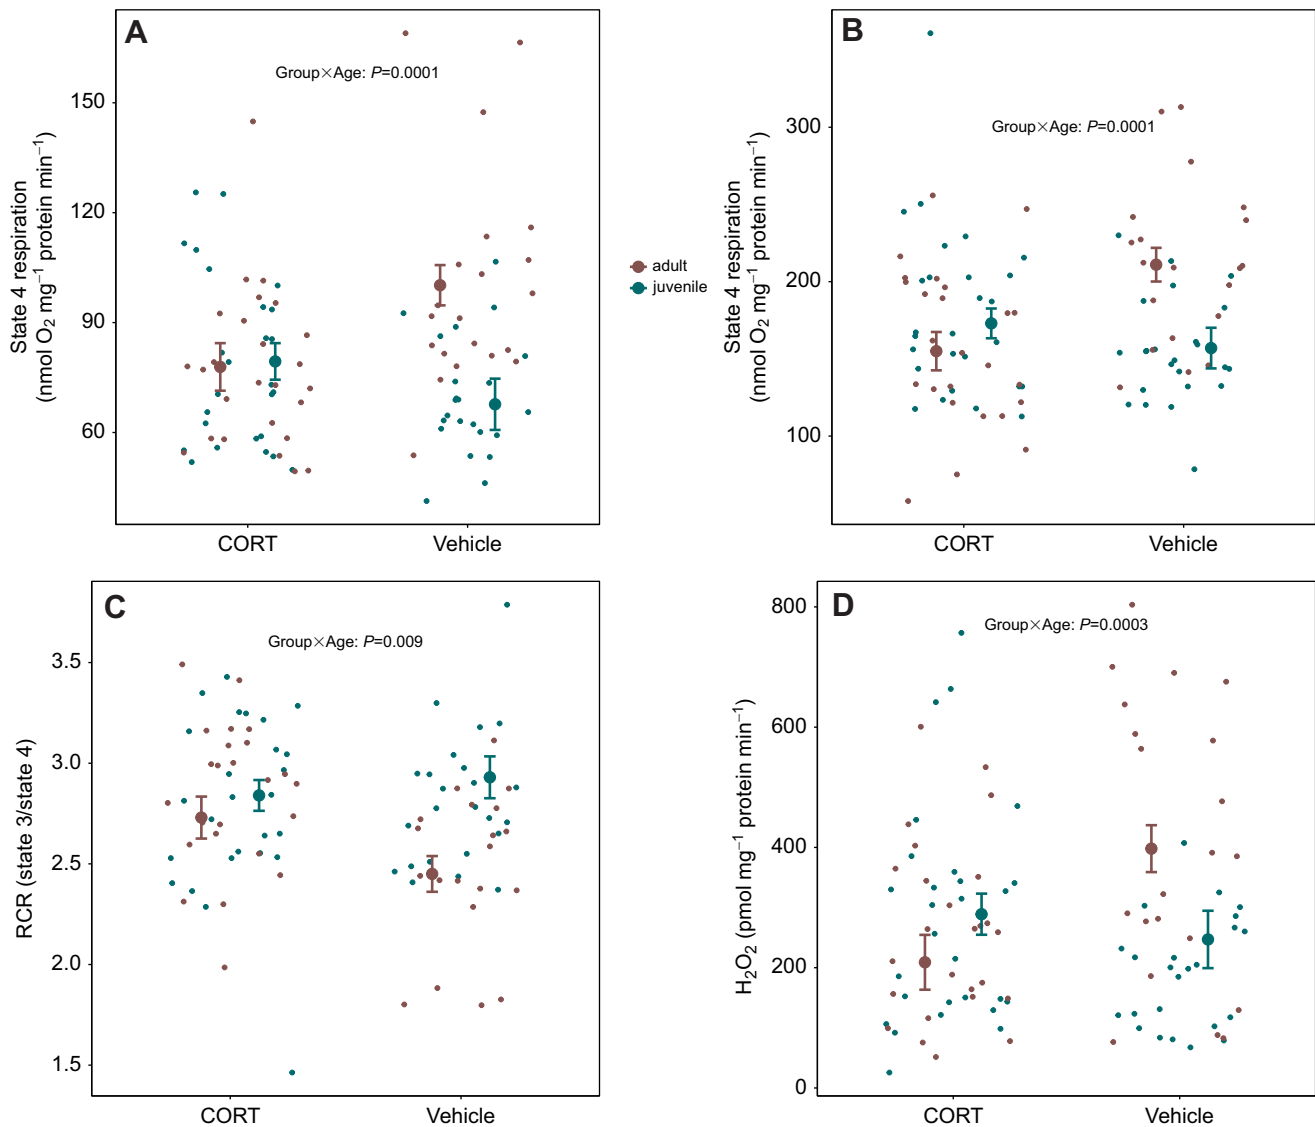 A
Group×Age: P=0.0001
State 4 respiration
(nmol O₂ mg⁻¹ protein min⁻¹)
150
120
90
60
CORT
Vehicle
adult
juvenile
B
Group×Age: P=0.0001
State 4 respiration
(nmol O₂ mg⁻¹ protein min⁻¹)
300
200
100
CORT
Vehicle
C
Group×Age: P=0.009
RCR (state 3/state 4)
3.5
3.0
2.5
2.0
1.5
CORT
Vehicle
D
Group×Age: P=0.0003
H₂O₂ (pmol mg⁻¹ protein min⁻¹)
800
600
400
200
0
CORT
Vehicle